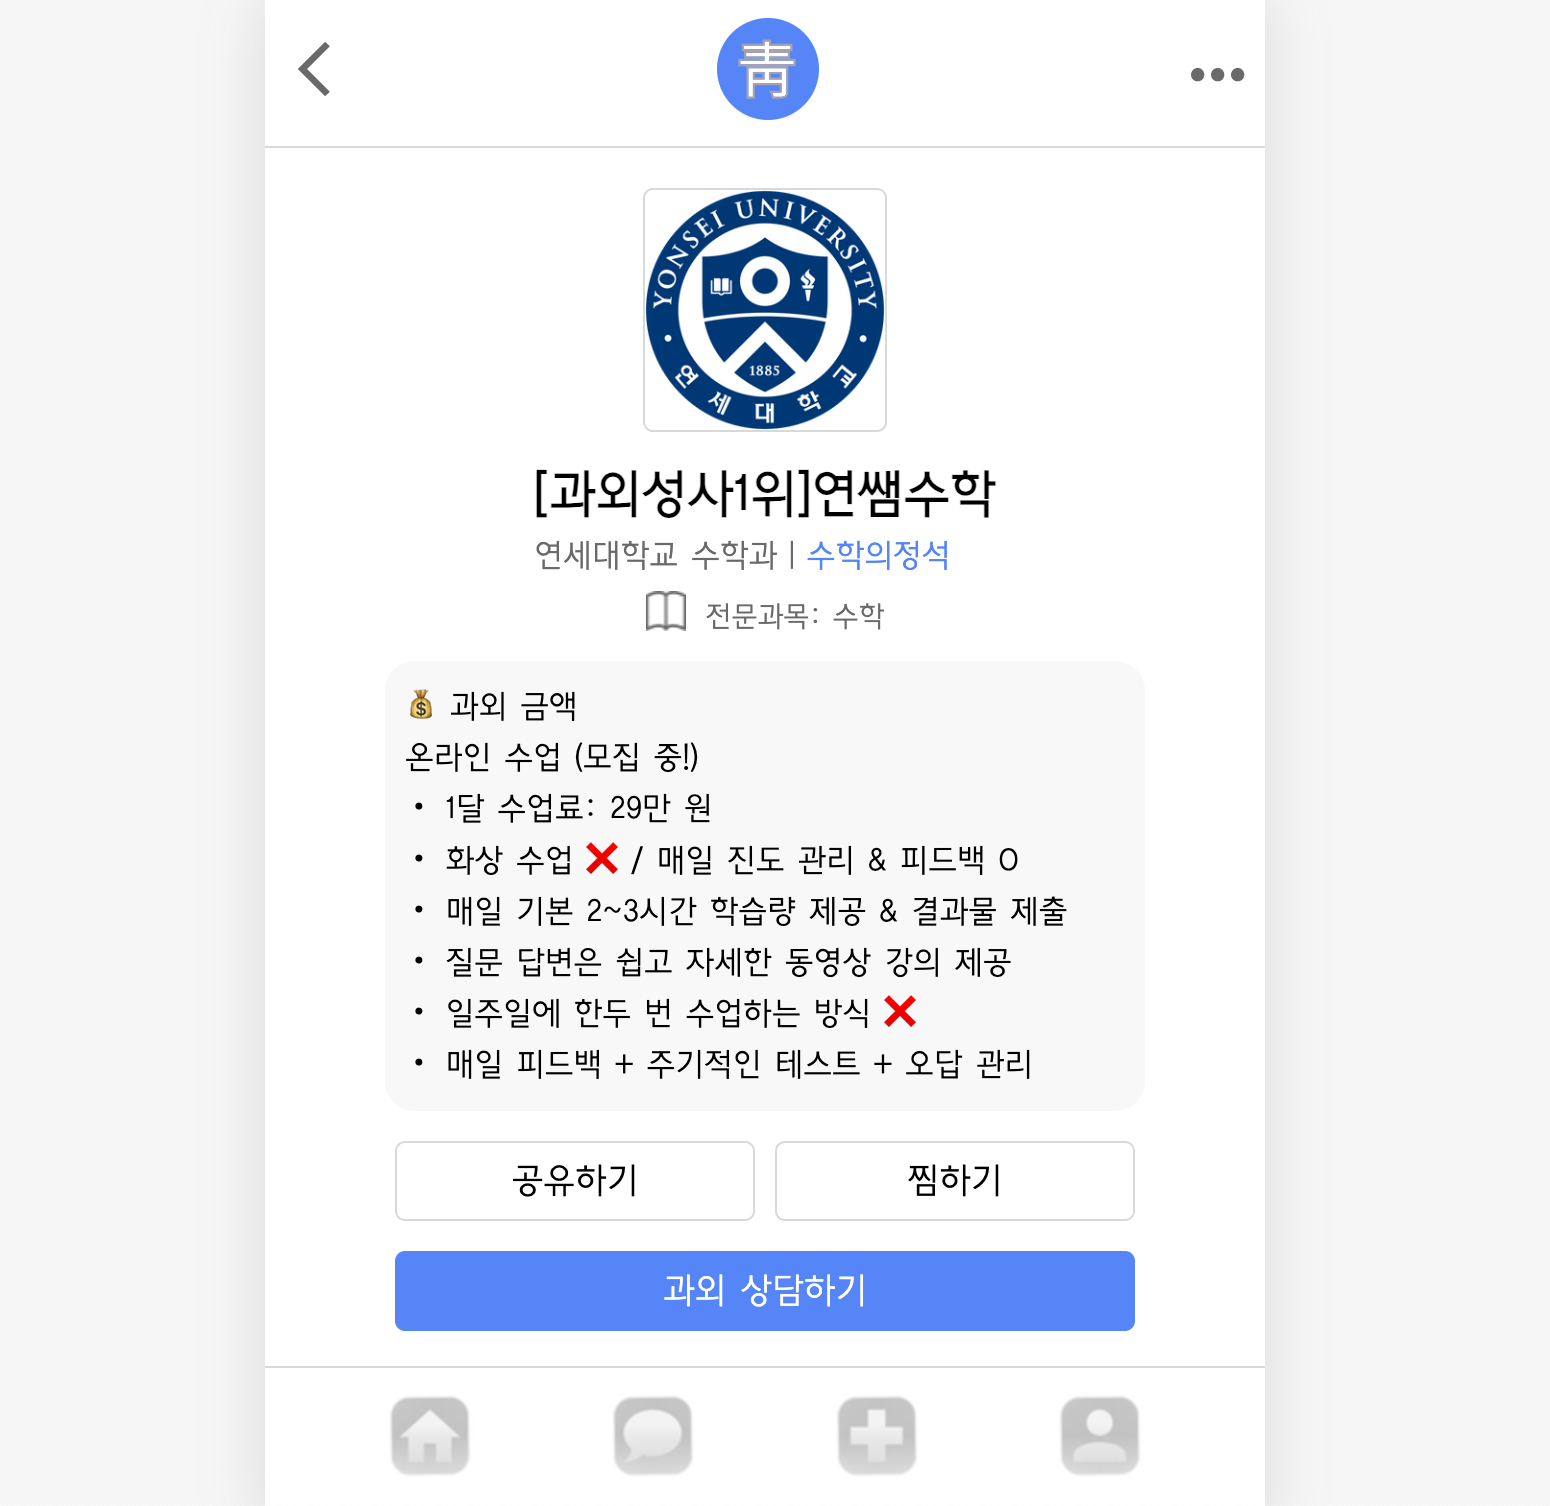 靑
YONSEI UNIVERSITY
1885
연세대학교
[과외성사1위]연쌤수학
연세대학교 수학과 | 수학의정석
전문과목: 수학
💰 과외 금액
온라인 수업 (모집 중!)
• 1달 수업료: 29만 원
• 화상 수업 ❌ / 매일 진도 관리 & 피드백 O
• 매일 기본 2~3시간 학습량 제공 & 결과물 제출
• 질문 답변은 쉽고 자세한 동영상 강의 제공
• 일주일에 한두 번 수업하는 방식 ❌
• 매일 피드백 + 주기적인 테스트 + 오답 관리
공유하기
찜하기
과외 상담하기